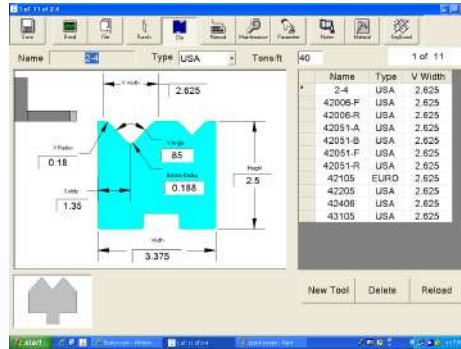 1 of 11 of 2-4
Save
File
Punch
Die
Manual
Maintenance
Parameter
Notes
Material
Keyboard
Name 2-4 Type USA Tons/ft 40 1 of 11
V Width
2.625
V Radius
0.18
V Angle
85
Bottom Radius
0.188
Height
2.5
1.35
Width
3.375
Name Type V Width
2-4 USA 2.625
42006-F USA 2.625
42006-R USA 2.625
42051-A USA 2.625
42051-B USA 2.625
42051-F USA 2.625
42051-R USA 2.625
42105 EURO 2.625
42205 USA 2.625
42406 USA 2.625
43105 USA 2.625
New Tool Delete Reload
start